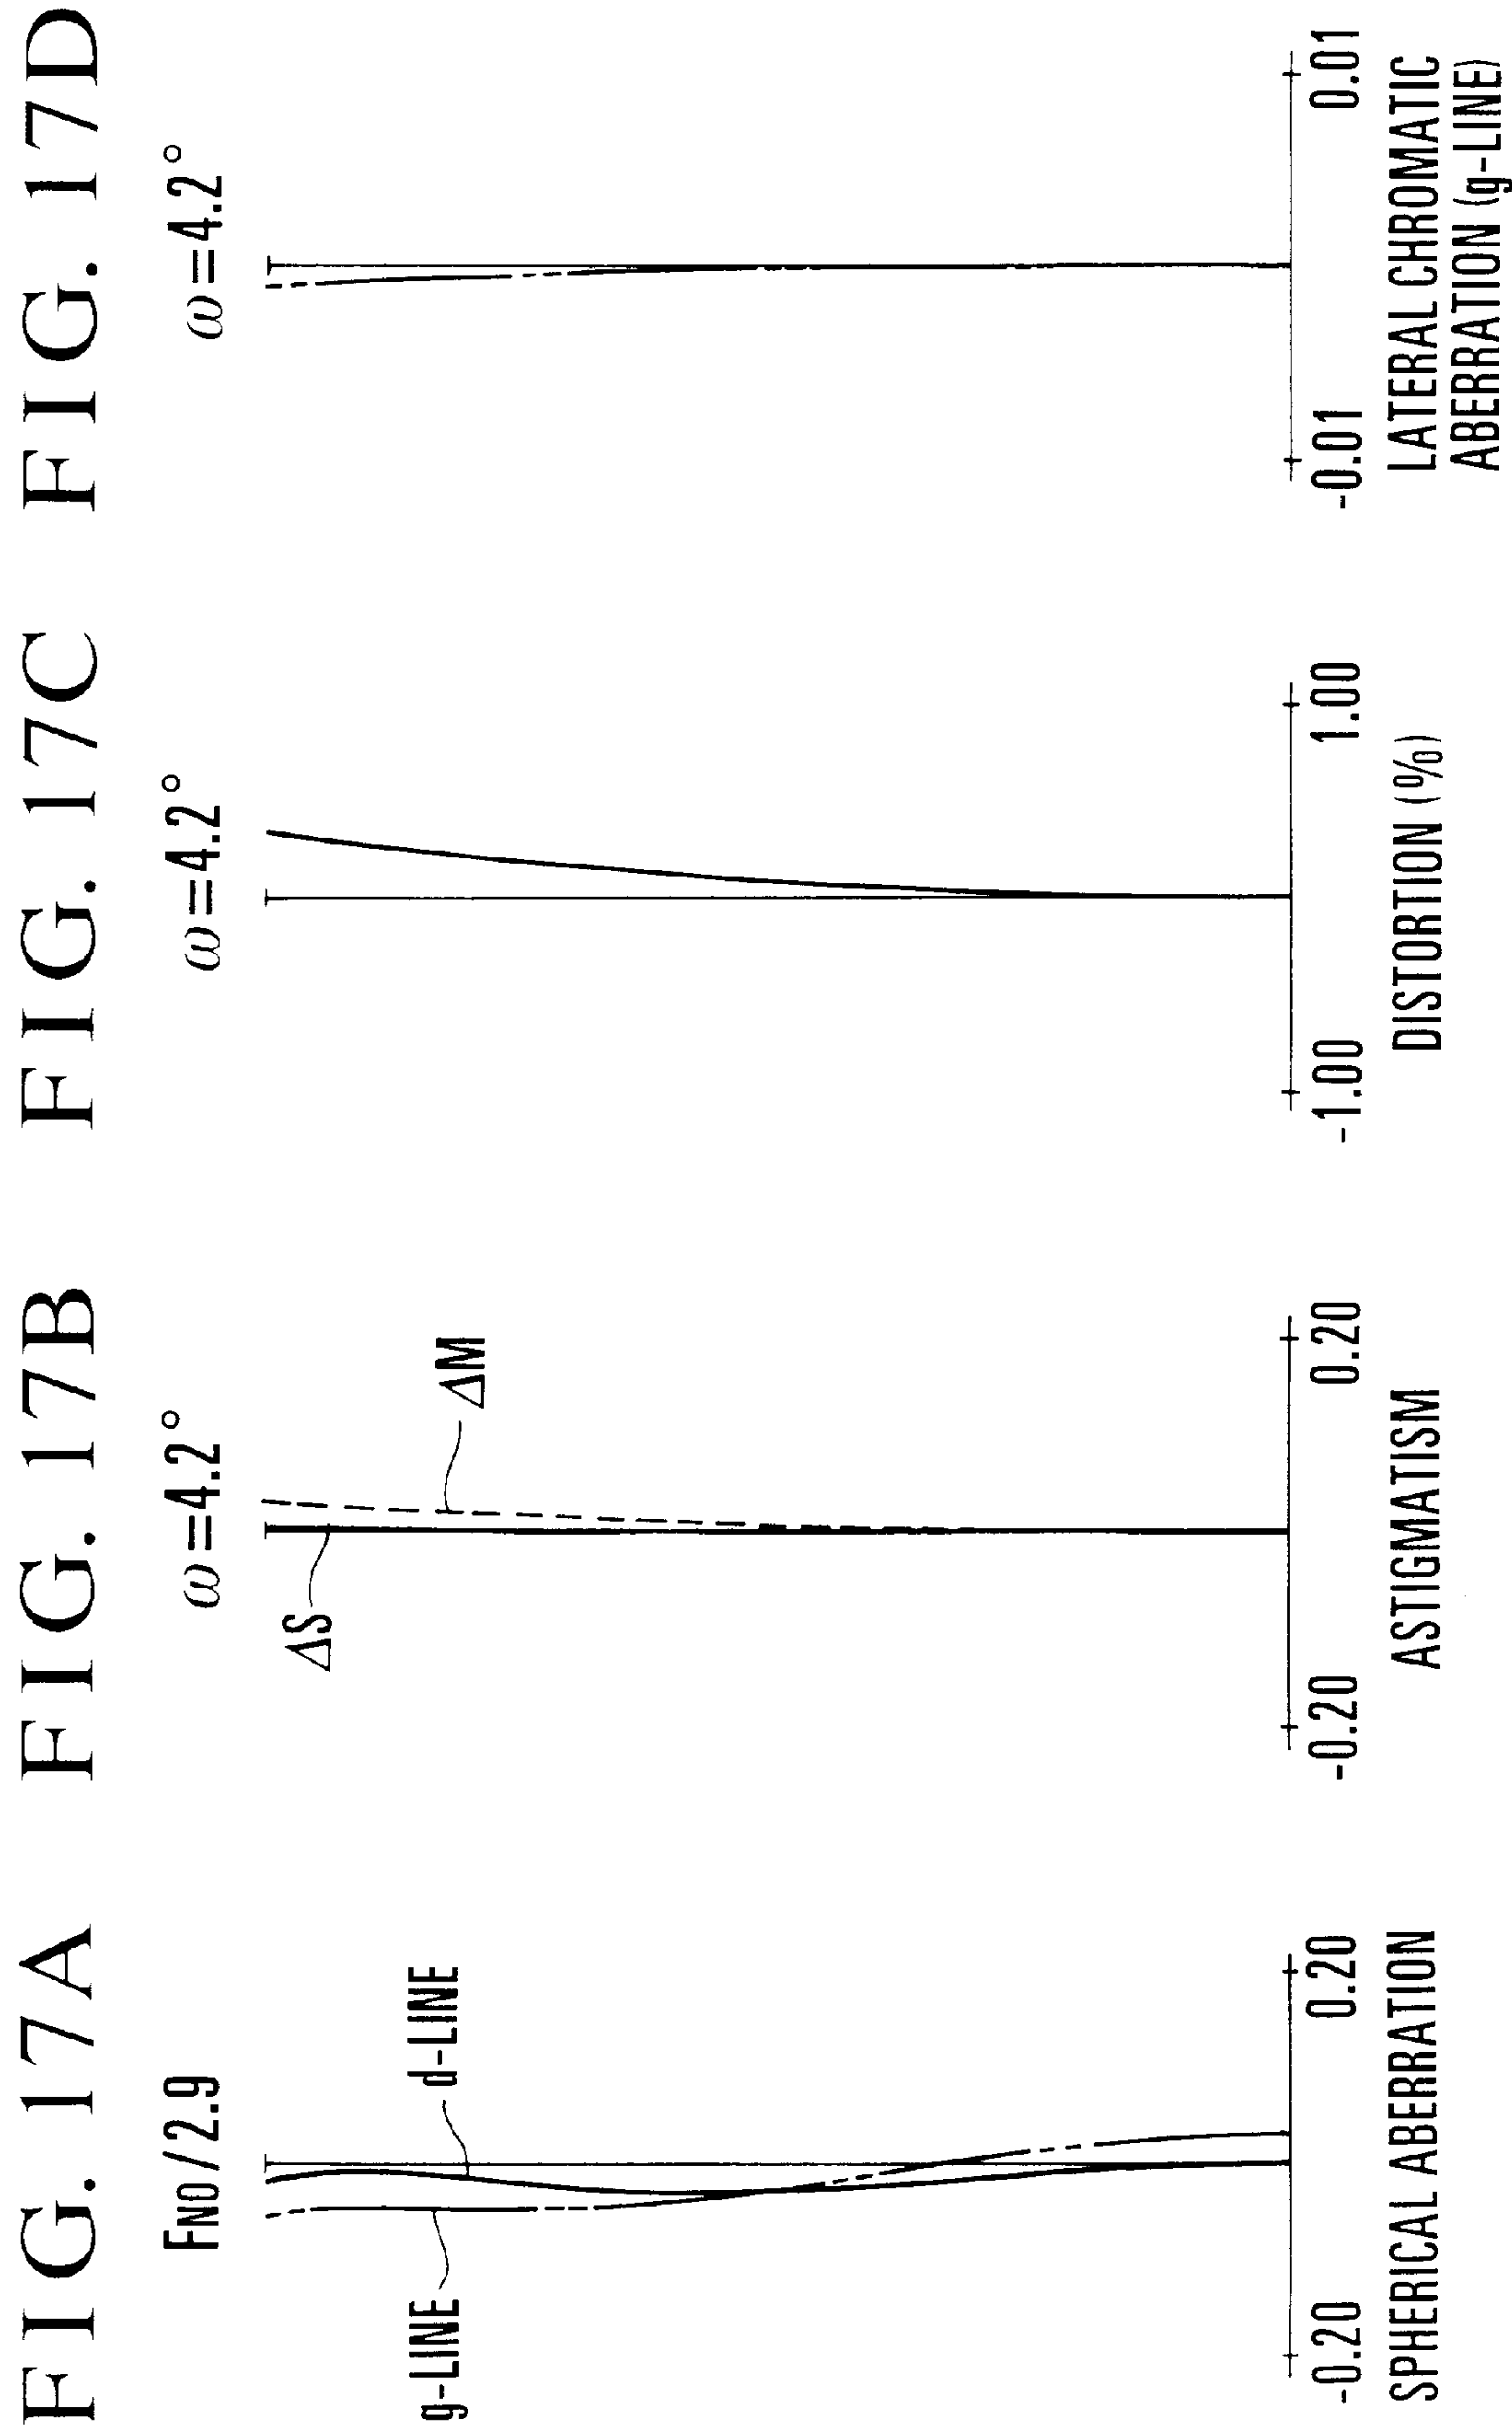 FIG. 17A
FNO/2.9
g-LINE
d-LINE
-0.20
0.20
SPHERICAL ABERRATION
FIG. 17B
ω=4.2°
ΔS
ΔM
-0.20
0.20
ASTIGMATISM
FIG. 17C
ω=4.2°
-1.00
1.00
DISTORTION (%)
FIG. 17D
ω=4.2°
-0.01
0.01
LATERAL CHROMATIC
ABERRATION (g-LINE)